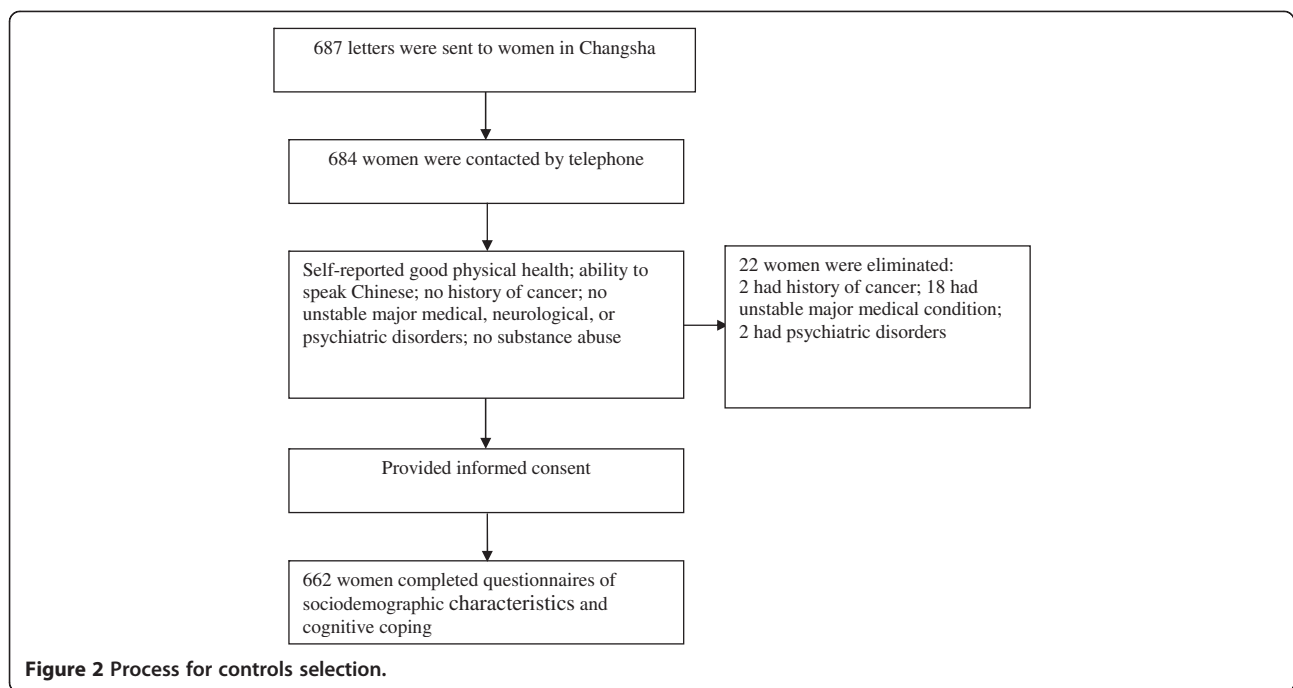 687 letters were sent to women in Changsha
684 women were contacted by telephone
Self-reported good physical health; ability to
speak Chinese; no history of cancer; no
unstable major medical, neurological, or
psychiatric disorders; no substance abuse
22 women were eliminated:
2 had history of cancer; 18 had
unstable major medical condition;
2 had psychiatric disorders
Provided informed consent
662 women completed questionnaires of
sociodemographic characteristics and
cognitive coping
Figure 2 Process for controls selection.